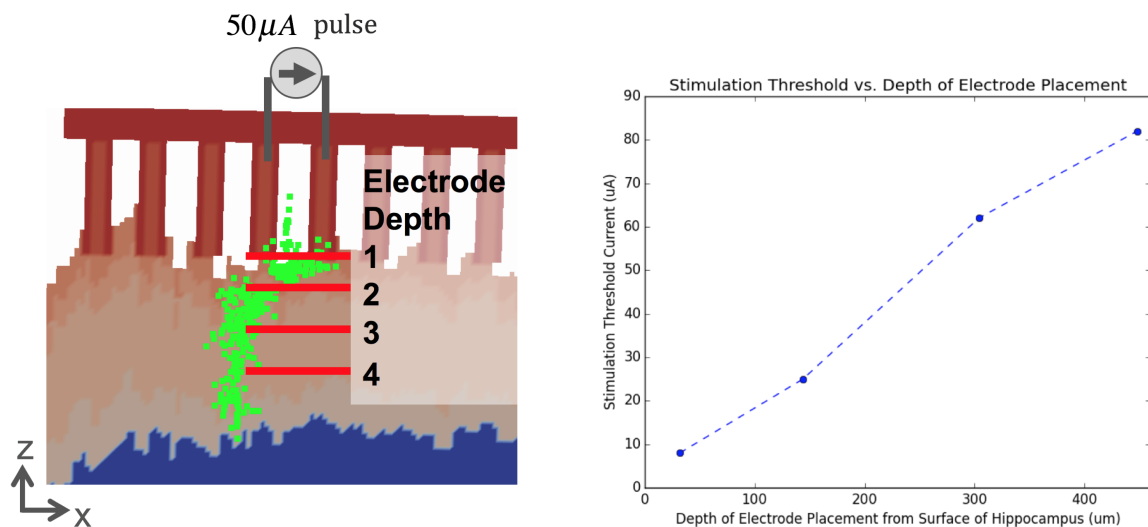 50μA pulse
Electrode
Depth
1
2
3
4
z
x
Stimulation Threshold vs. Depth of Electrode Placement
Stimulation Threshold Current (uA)
90
80
70
60
50
40
30
20
10
0
0 100 200 300 400
Depth of Electrode Placement from Surface of Hippocampus (um)